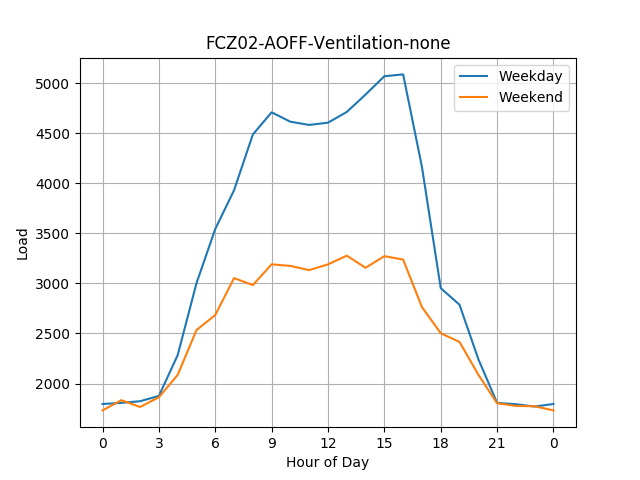 FCZ02-AOFF-Ventilation-none
Weekday
Weekend
5000
4500
4000
3500
3000
2500
2000
Load
0 3 6 9 12 15 18 21 0
Hour of Day